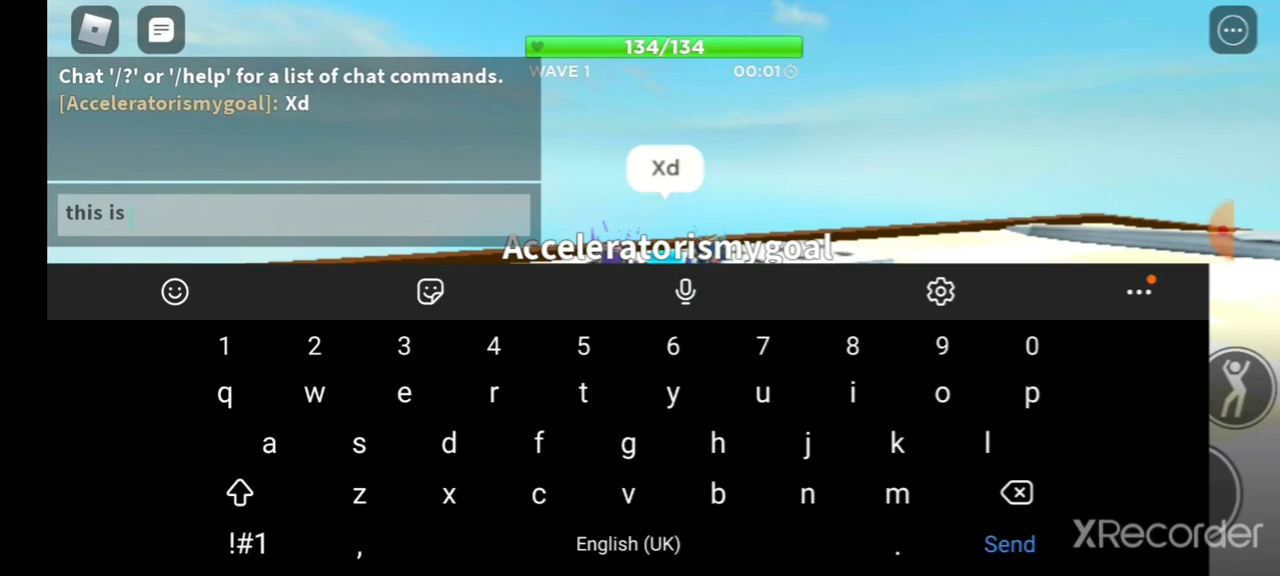 134/134
WAVE 1 00:01
Chat '/?' or '/help' for a list of chat commands.
[Acceleratorismygoal]: Xd
Xd
this is
Acceleratorismygoal
1 2 3 4 5 6 7 8 9 0
q w e r t y u i o p
a s d f g h j k l
z x c v b n m
!#1 , English (UK) . Send
XRecorder